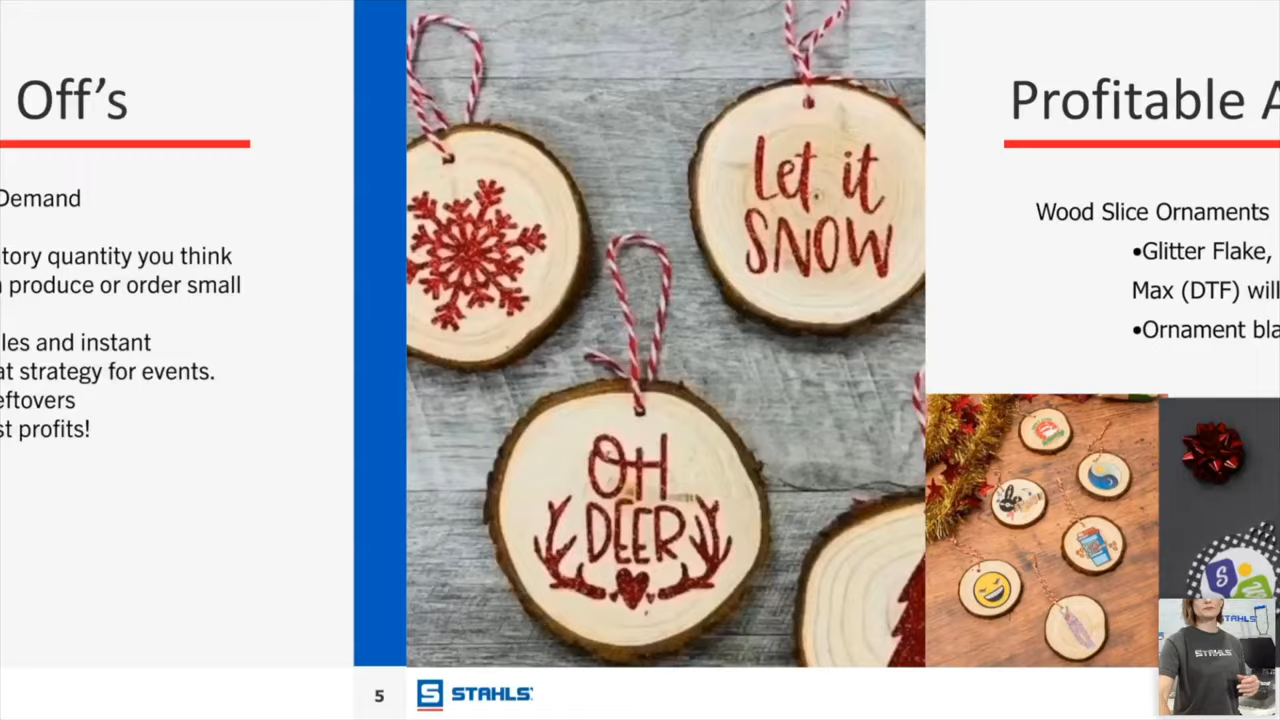 Off's
Demand
itory quantity you think
produce or order small
les and instant
at strategy for events.
eftovers
st profits!
5
Let it
SNOW
OH
DEER
S STAHLS'
Profitable A
Wood Slice Ornaments
•Glitter Flake,
Max (DTF) will
•Ornament bla
S
STAHLS'
STAHLS'